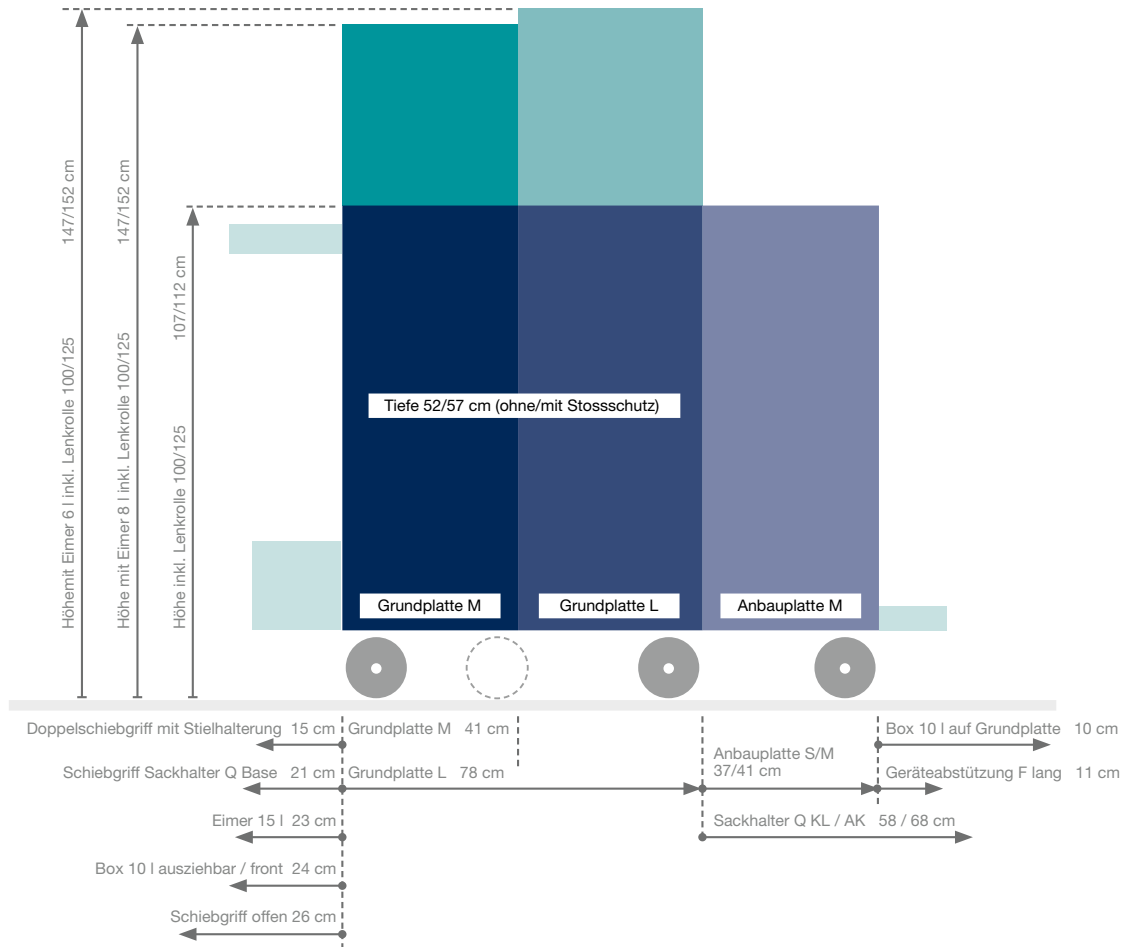 Höhemit Eimer 6 l inkl. Lenkrolle 100/125 147/152 cm
Höhe mit Eimer 8 l inkl. Lenkrolle 100/125 147/152 cm
Höhe inkl. Lenkrolle 100/125 107/112 cm
Tiefe 52/57 cm (ohne/mit Stossschutz)
Grundplatte M
Grundplatte L
Anbauplatte M
Doppelschiebgriff mit Stielhalterung 15 cm
Schiebgriff Sackhalter Q Base 21 cm
Eimer 15 l 23 cm
Box 10 l ausziehbar / front 24 cm
Schiebgriff offen 26 cm
Grundplatte M 41 cm
Grundplatte L 78 cm
Anbauplatte S/M
37/41 cm
Sackhalter Q KL / AK 58 / 68 cm
Box 10 l auf Grundplatte 10 cm
Geräteabstützung F lang 11 cm